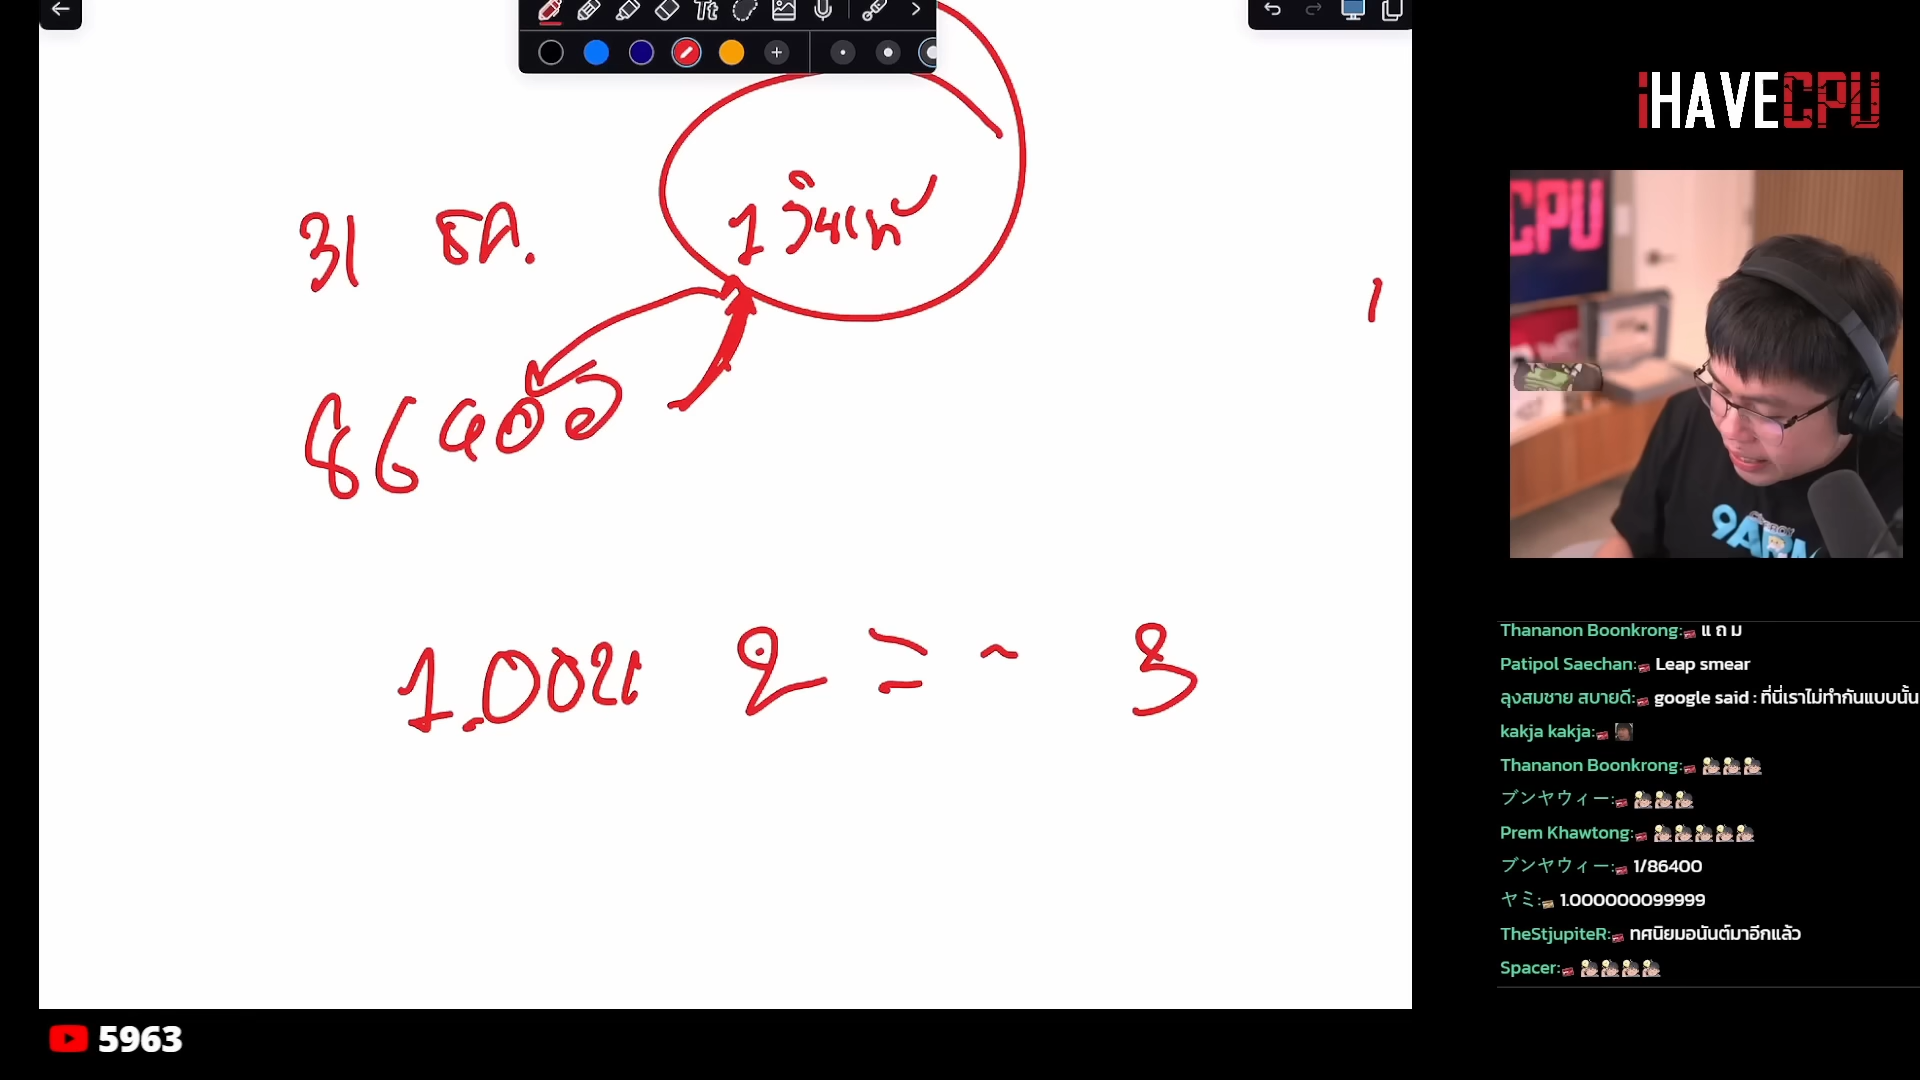 Tt
iHAVECPU
31 ธค.
1 วินาที
86400
1
1.002 2 = ~ 3
CPU
9ARM
Thananon Boonkrong: แ ถ ม
Patipol Saechan: Leap smear
ลุงสมชาย สบายดี: google said : ที่นี่เราไม่ทำกันแบบนั้น
kakja kakja:
Thananon Boonkrong:
ブンヤウィー:
Prem Khawtong:
ブンヤウィー: 1/86400
ヤミ: 1.000000099999
TheStjupiteR: ทศนิยมอนันต์มาอีกแล้ว
Spacer:
5963